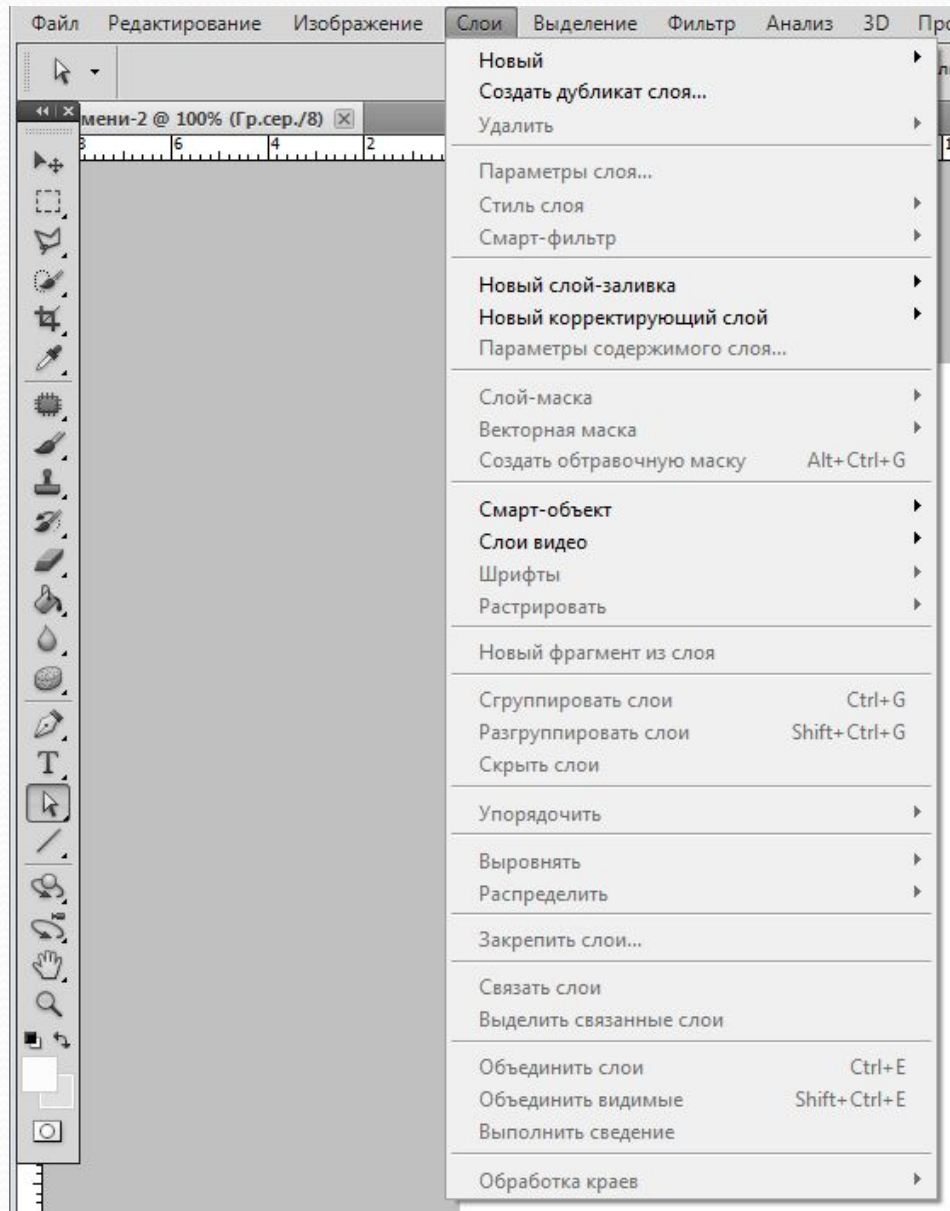 Файл Редактирование Изображение Слои Выделение Фильтр Анализ 3D
мени-2 @ 100% (Гр.сер./8)
8 6 4 2
Новый
Создать дубликат слоя...
Удалить
Параметры слоя...
Стиль слоя
Смарт-фильтр
Новый слой-заливка
Новый корректирующий слой
Параметры содержимого слоя...
Слой-маска
Векторная маска
Создать обтравочную маску Alt+Ctrl+G
Смарт-объект
Слои видео
Шрифты
Растрировать
Новый фрагмент из слоя
Сгруппировать слои Ctrl+G
Разгруппировать слои Shift+Ctrl+G
Скрыть слои
Упорядочить
Выровнять
Распределить
Закрепить слои...
Связать слои
Выделить связанные слои
Объединить слои Ctrl+E
Объединить видимые Shift+Ctrl+E
Выполнить сведение
Обработка краев